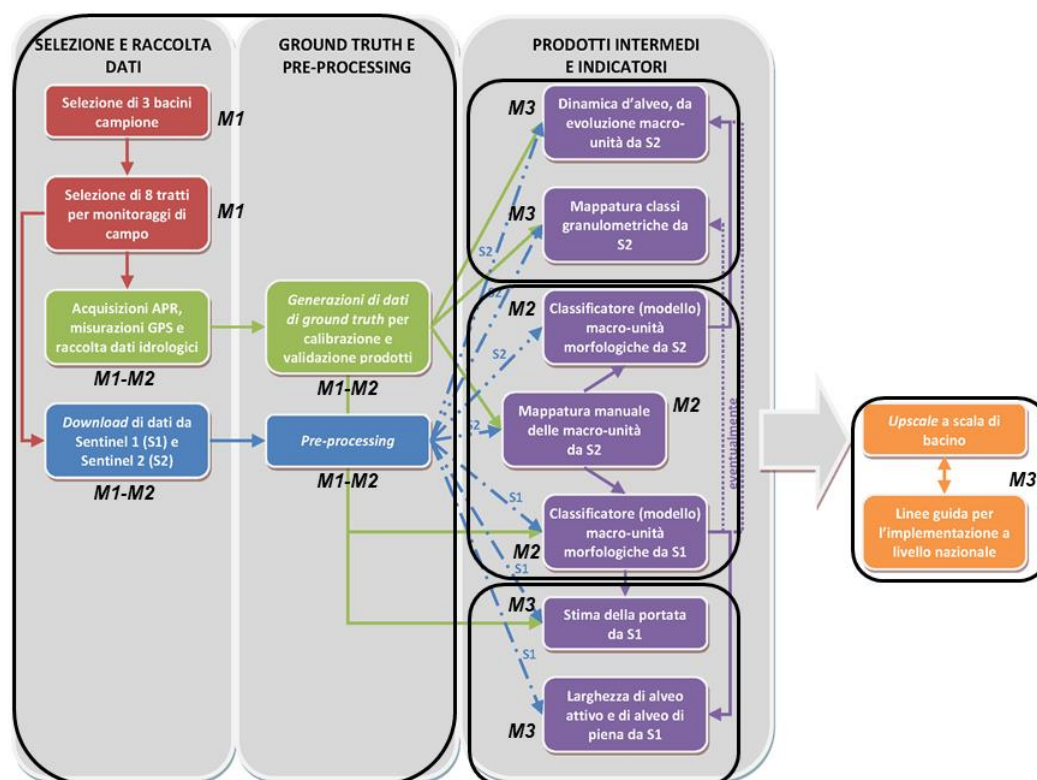 SELEZIONE E RACCOLTA
DATI
Selezione di 3 bacini
campione
M1
Selezione di 8 tratti
per monitoraggi di
campo
M1
Acquisizioni APR,
misurazioni GPS e
raccolta dati idrologici
M1-M2
Download di dati da
Sentinel 1 (S1) e
Sentinel 2 (S2)
M1-M2
GROUND TRUTH E
PRE-PROCESSING
Generazioni di dati
di ground truth per
calibrazione e
validazione prodotti
M1-M2
Pre-processing
M1-M2
PRODOTTI INTERMEDI
E INDICATORI
M3
Dinamica d'alveo, da
evoluzione macro-
unità da S2
M3
Mappatura classi
granulometriche da
S2
S2
S2
M2
Classificatore (modello)
macro-unità
morfologiche da S2
S2
Mappatura manuale
delle macro-unità
da S2
M2
S2
S1
Classificatore (modello)
macro-unità
morfologiche da S1
M2
eventualmente
S1
M3
Stima della portata
da S1
S1
Larghezza di alveo
attivo e di alveo di
piena da S1
M3
Upscale a scala di
bacino
M3
Linee guida per
l'implementazione a
livello nazionale